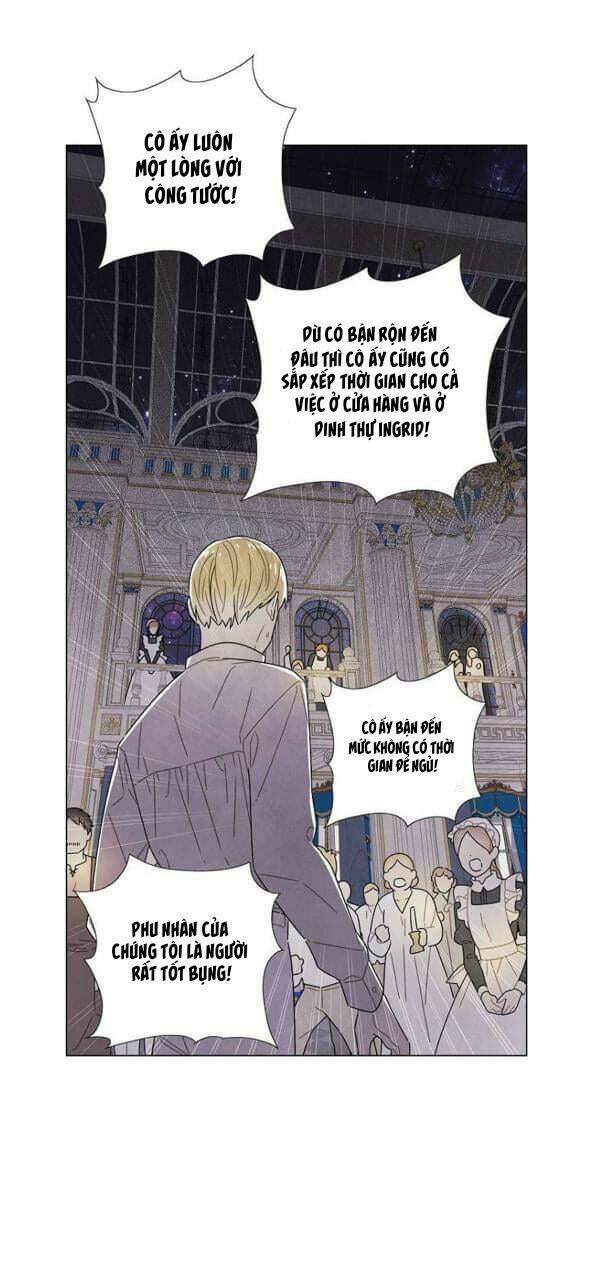 CÔ ẤY LUÔN
MỘT LÒNG VỚI
CÔNG TƯỚC!
DÙ CÓ BẬN RỘN ĐẾN
ĐÂU THÌ CÔ ẤY CŨNG CỐ
SẮP XẾP THỜI GIAN CHO CẢ
VIỆC Ở CỬA HÀNG VÀ Ở
DINH THỰ INGRID!
CÔ ẤY BẬN ĐẾN
MỨC KHÔNG CÓ THỜI
GIAN ĐỂ NGỦ!
PHU NHÂN CỦA
CHÚNG TÔI LÀ NGƯỜI
RẤT TỐT BỤNG!